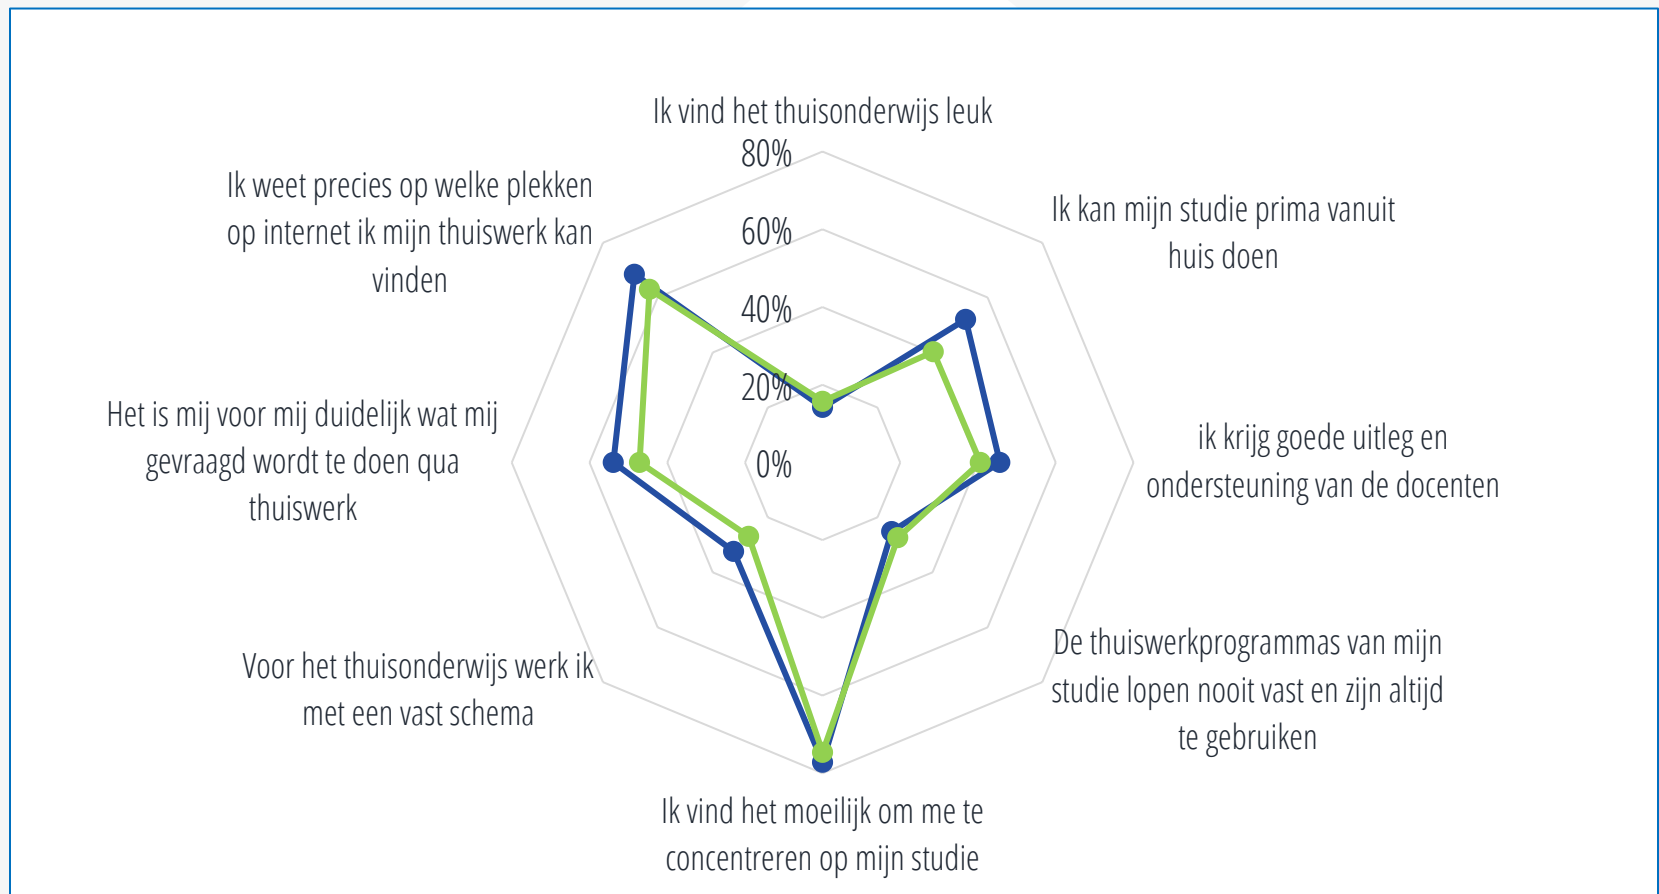 Ik vind het thuisonderwijs leuk
80%
60%
40%
20%
0%
Ik kan mijn studie prima vanuit
huis doen
ik krijg goede uitleg en
ondersteuning van de docenten
De thuiswerkprogrammas van mijn
studie lopen nooit vast en zijn altijd
te gebruiken
Ik vind het moeilijk om me te
concentreren op mijn studie
Voor het thuisonderwijs werk ik
met een vast schema
Het is mij voor mij duidelijk wat mij
gevraagd wordt te doen qua
thuiswerk
Ik weet precies op welke plekken
op internet ik mijn thuiswerk kan
vinden